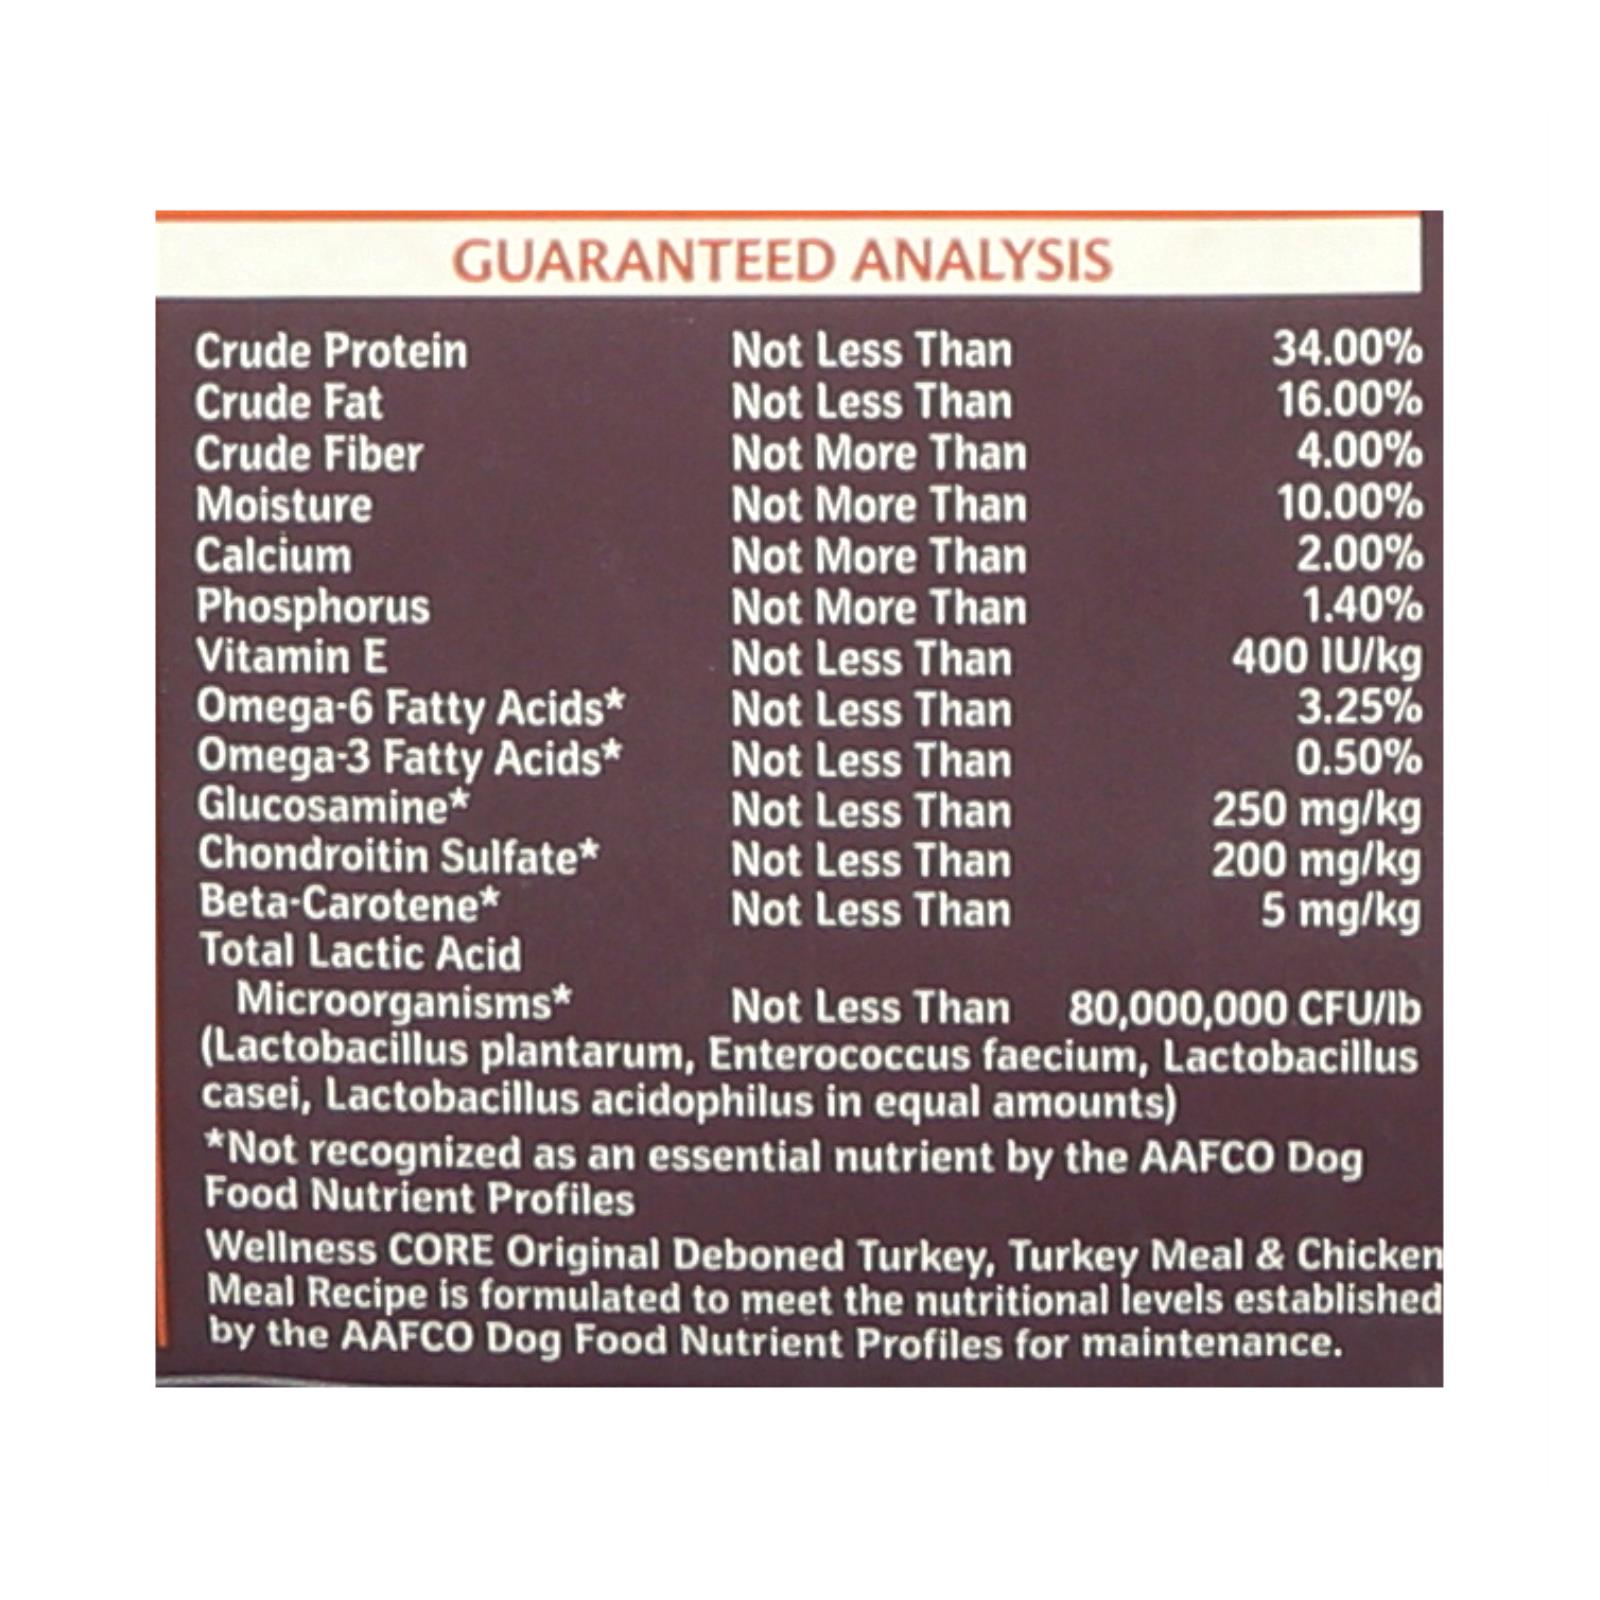 GUARANTEED ANALYSIS
Crude Protein Not Less Than 34.00%
Crude Fat Not Less Than 16.00%
Crude Fiber Not More Than 4.00%
Moisture Not More Than 10.00%
Calcium Not More Than 2.00%
Phosphorus Not More Than 1.40%
Vitamin E Not Less Than 400 IU/kg
Omega-6 Fatty Acids* Not Less Than 3.25%
Omega-3 Fatty Acids* Not Less Than 0.50%
Glucosamine* Not Less Than 250 mg/kg
Chondroitin Sulfate* Not Less Than 200 mg/kg
Beta-Carotene* Not Less Than 5 mg/kg
Total Lactic Acid
Microorganisms* Not Less Than 80,000,000 CFU/lb
(Lactobacillus plantarum, Enterococcus faecium, Lactobacillus
casei, Lactobacillus acidophilus in equal amounts)
*Not recognized as an essential nutrient by the AAFCO Dog
Food Nutrient Profiles
Wellness CORE Original Deboned Turkey, Turkey Meal & Chicken
Meal Recipe is formulated to meet the nutritional levels established
by the AAFCO Dog Food Nutrient Profiles for maintenance.